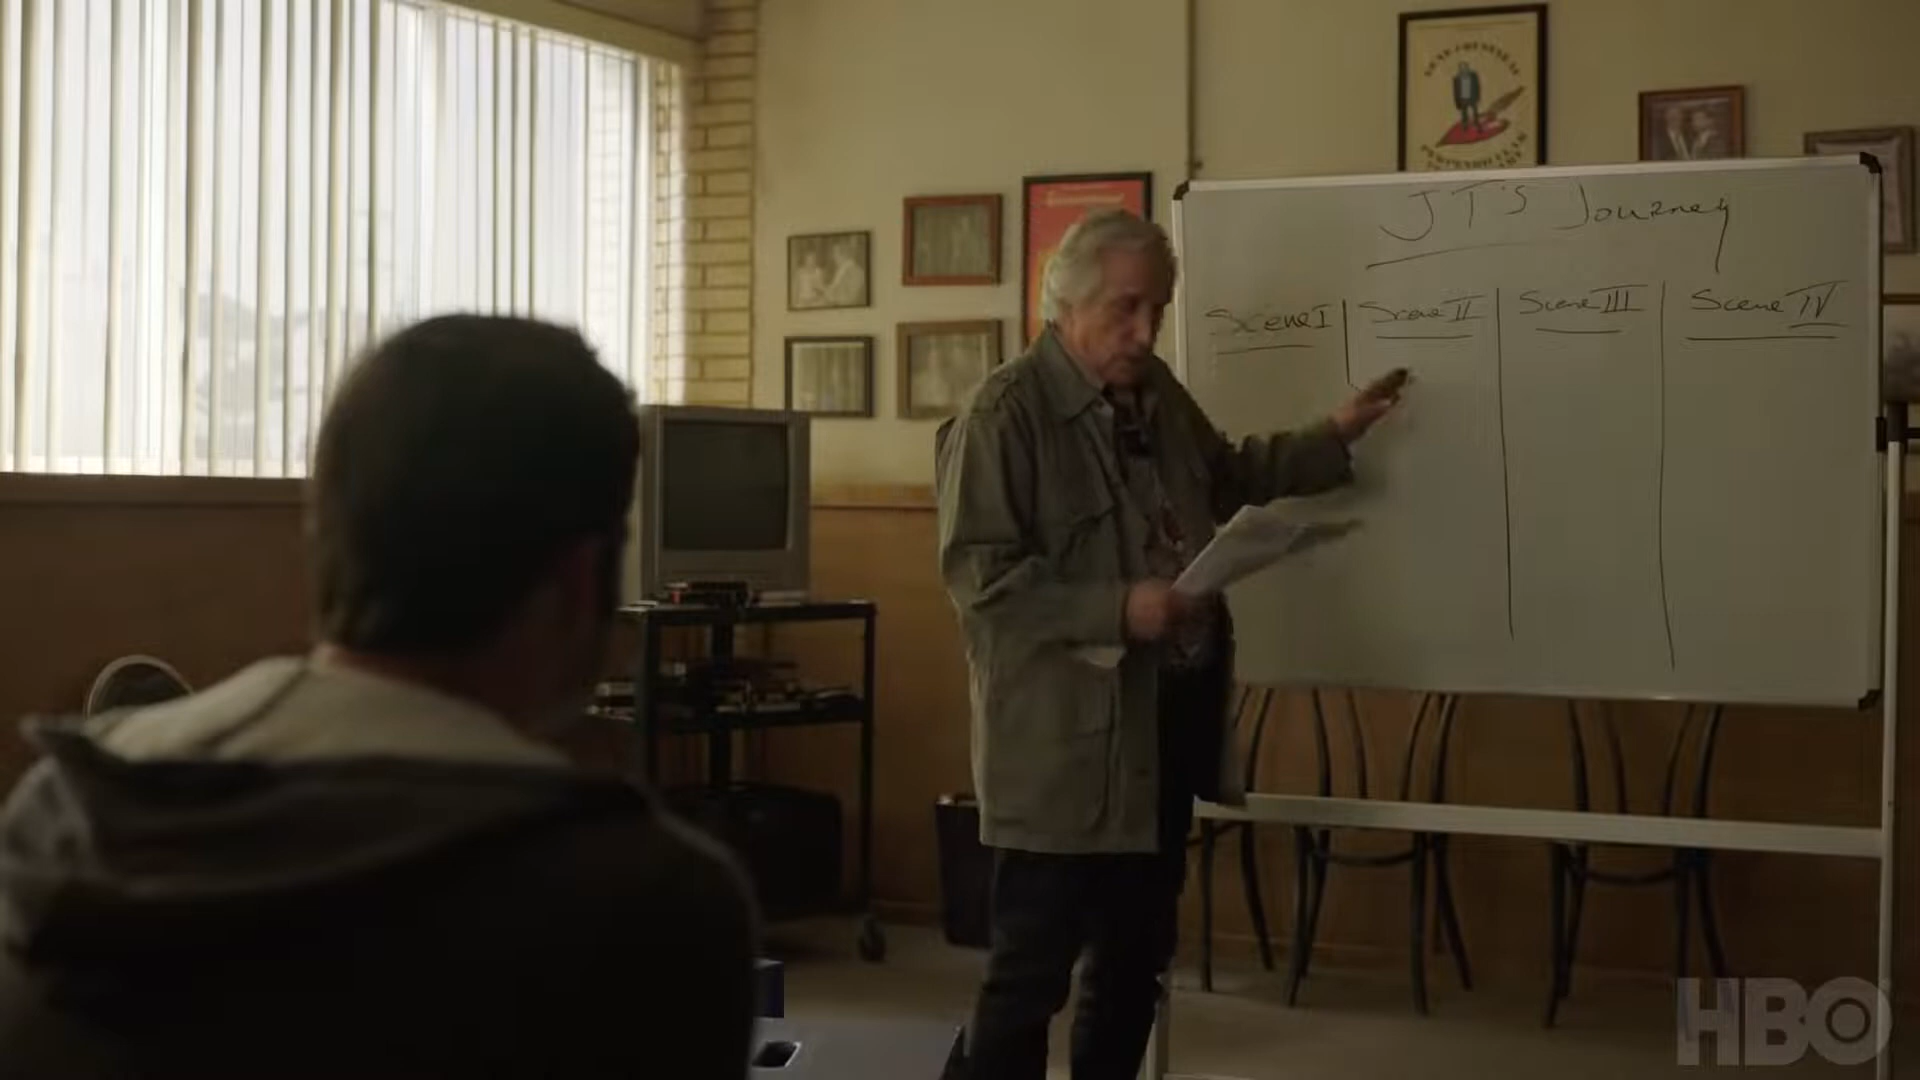 JT's Journey
Scene I
Scene II
Scene III
Scene IV
HBO